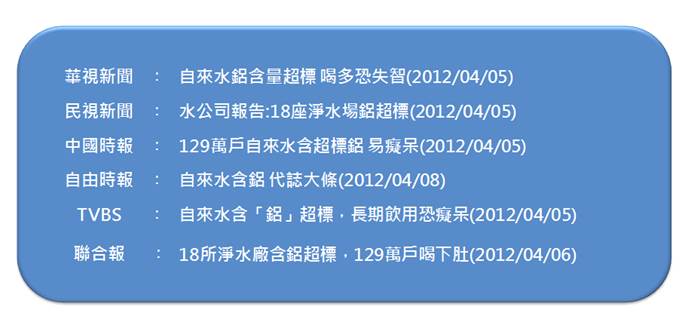 華視新聞 : 自來水鋁含量超標 喝多恐失智(2012/04/05)
民視新聞 : 水公司報告:18座淨水場鋁超標(2012/04/05)
中國時報 : 129萬戶自來水含超標鋁 易癡呆(2012/04/05)
自由時報 : 自來水含鋁 代誌大條(2012/04/08)
TVBS : 自來水含「鋁」超標，長期飲用恐癡呆(2012/04/05)
聯合報 : 18所淨水廠含鋁超標，129萬戶喝下肚(2012/04/06)